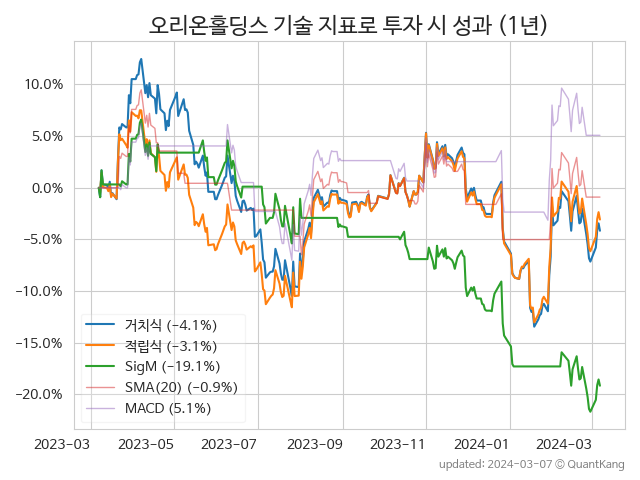 오리온홀딩스 기술 지표로 투자 시 성과 (1년)
10.0%
5.0%
0.0%
−5.0%
−10.0%
−15.0%
−20.0%
거치식 (−4.1%)
적립식 (−3.1%)
SigM (−19.1%)
SMA(20) (−0.9%)
MACD (5.1%)
2023-03 2023-05 2023-07 2023-09 2023-11 2024-01 2024-03
updated: 2024-03-07 © QuantKang